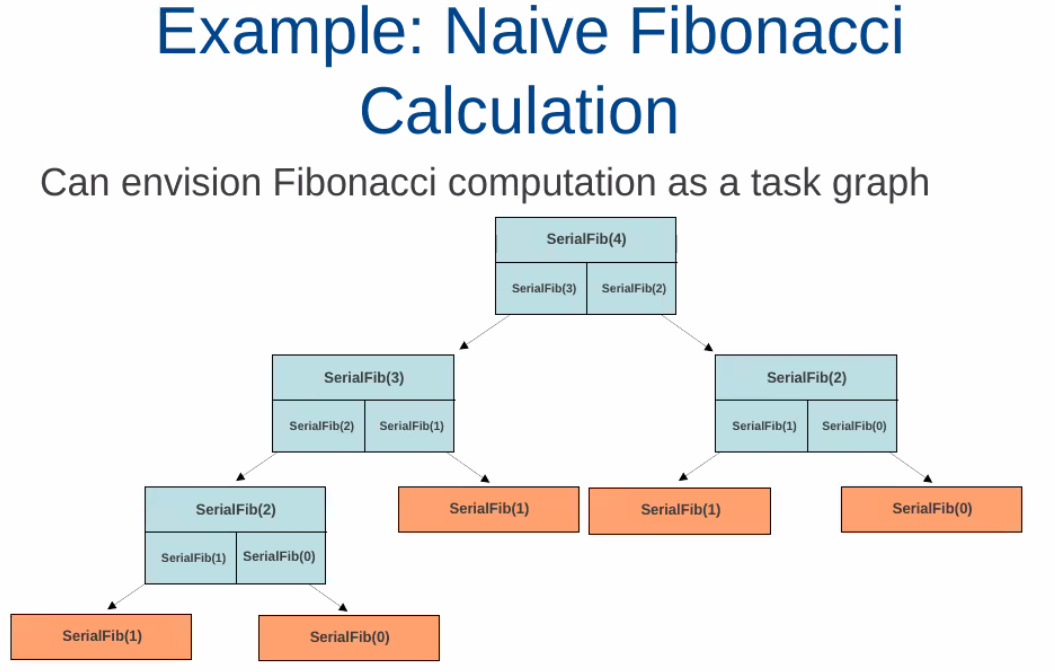 Example: Naive Fibonacci
Calculation
Can envision Fibonacci computation as a task graph
SerialFib(4)
SerialFib(3) SerialFib(2)
SerialFib(3) SerialFib(2)
SerialFib(2) SerialFib(1) SerialFib(1) SerialFib(0)
SerialFib(2) SerialFib(1) SerialFib(1) SerialFib(0)
SerialFib(1) SerialFib(0)
SerialFib(1) SerialFib(0)